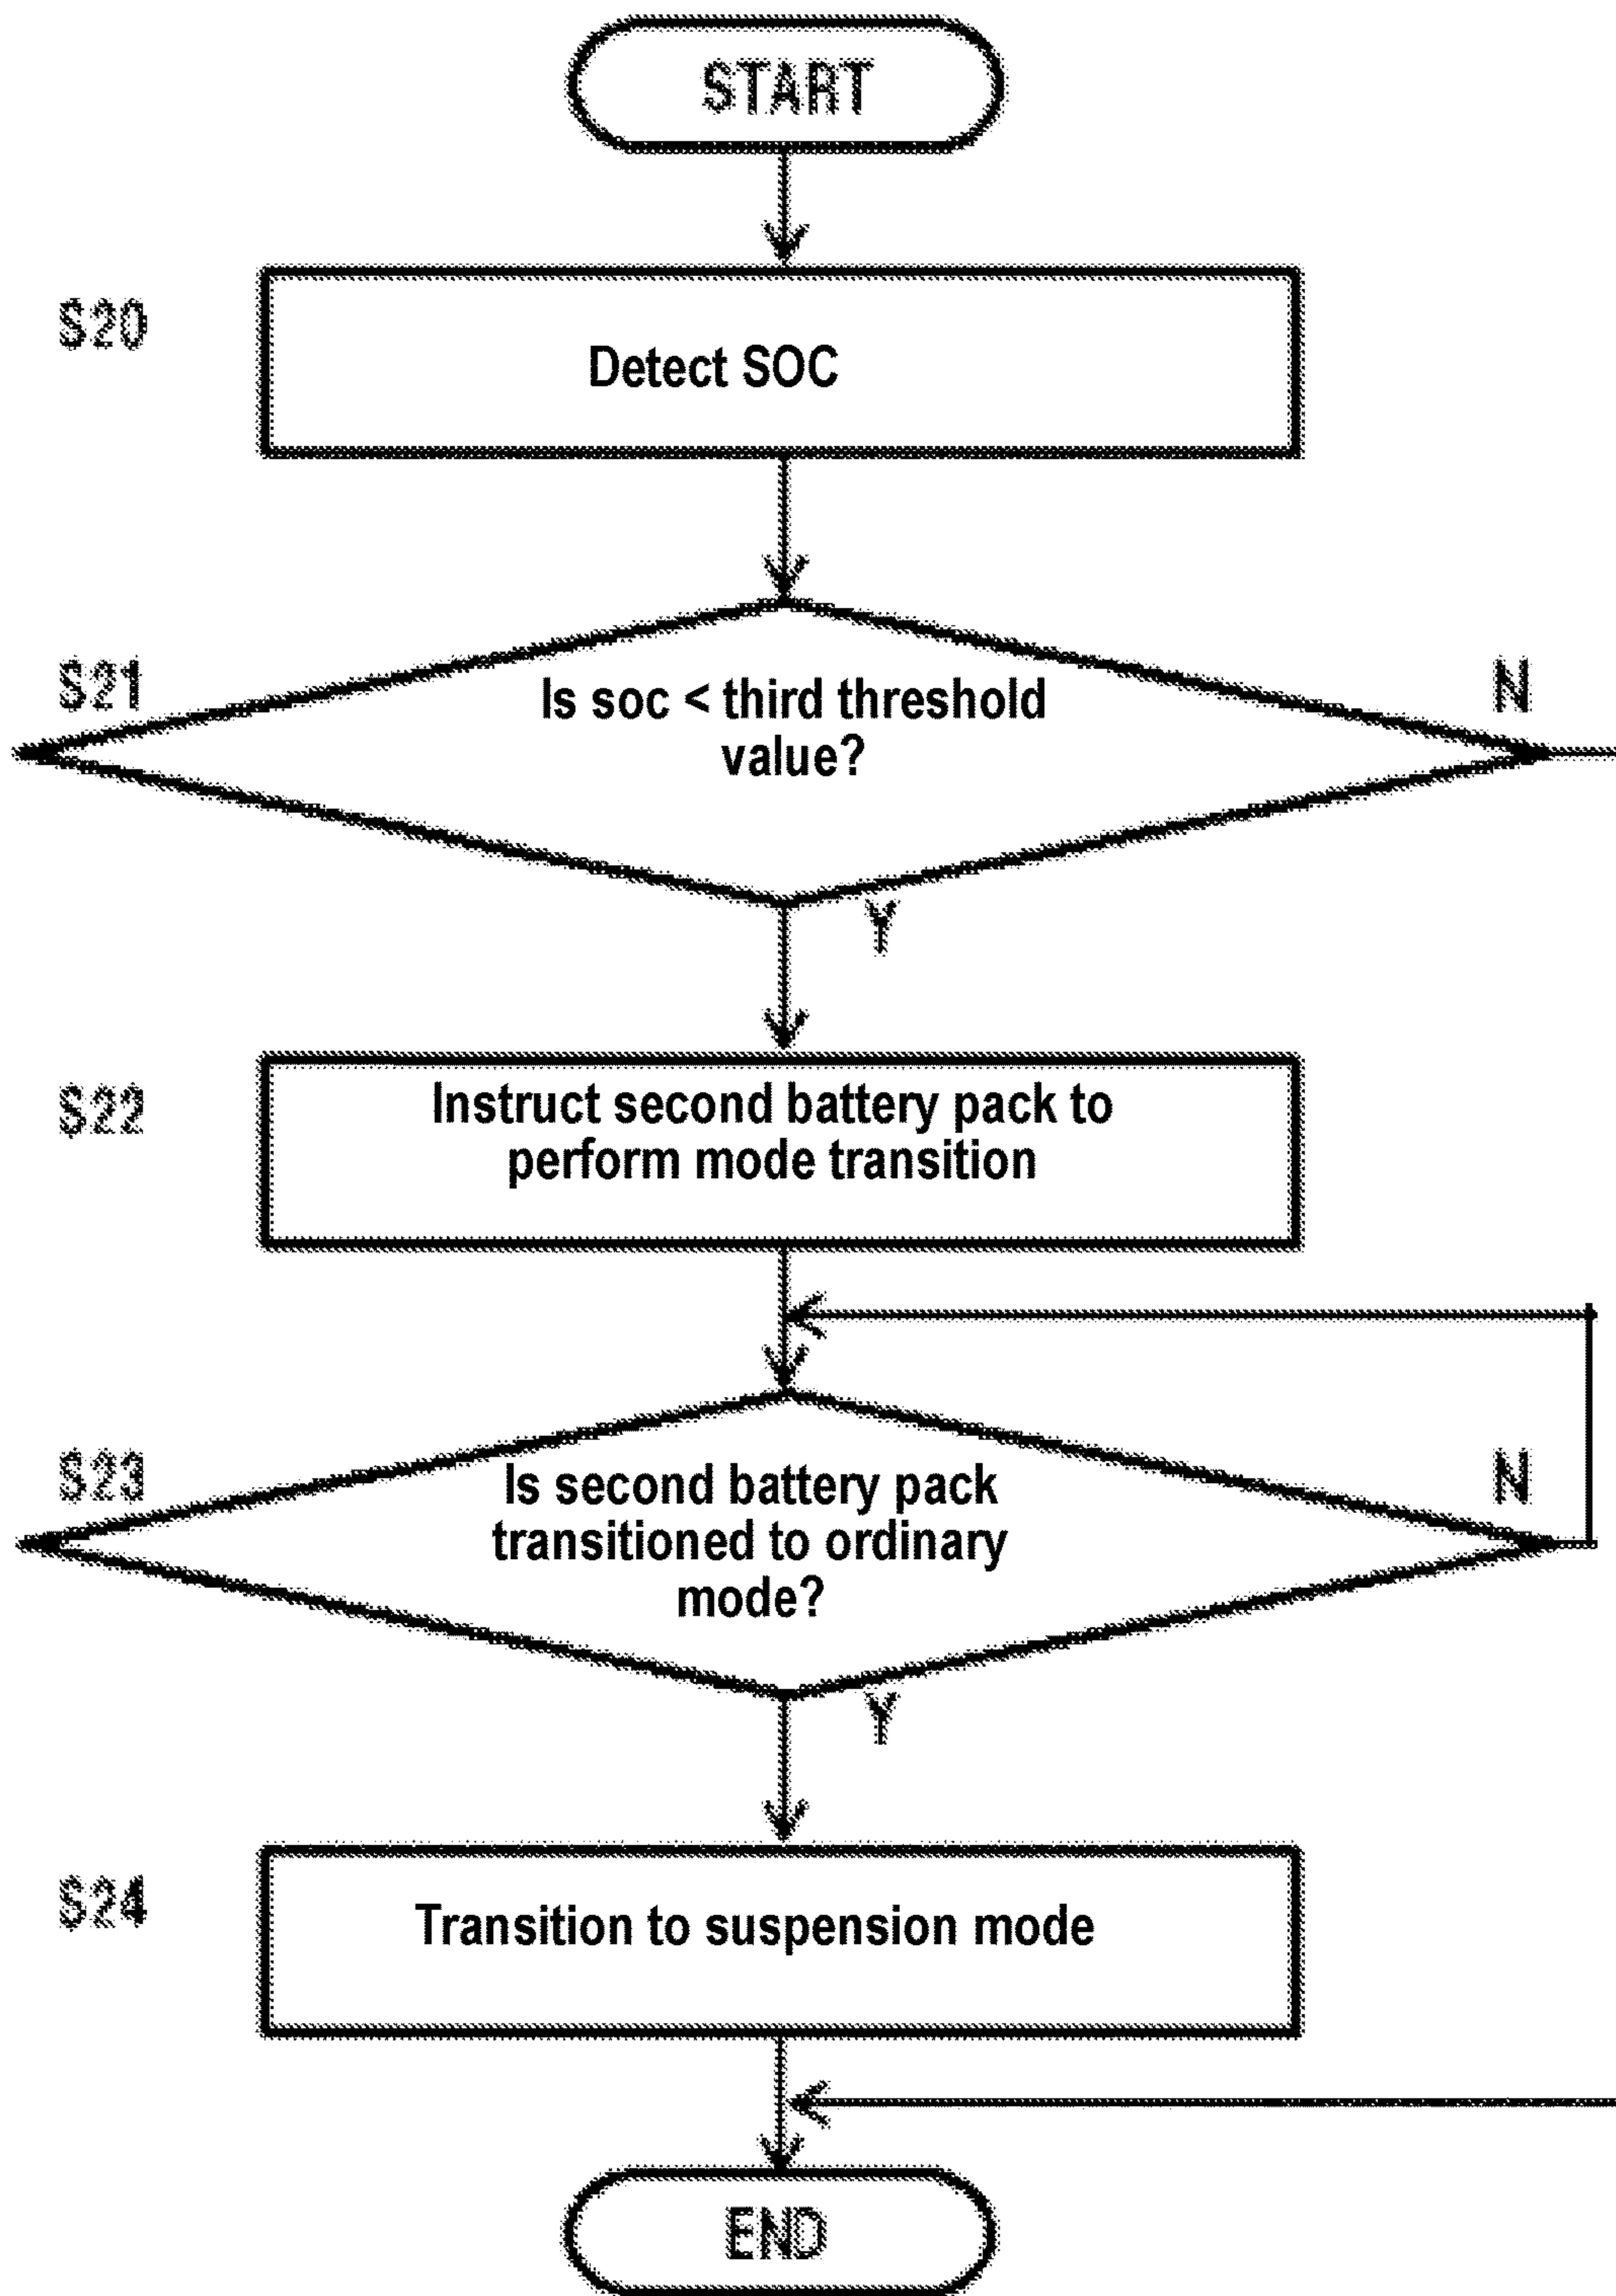 START
S20
Detect SOC
S21
Is soc < third threshold
value?
N
Y
S22
Instruct second battery pack to
perform mode transition
S23
Is second battery pack
transitioned to ordinary
mode?
N
Y
S24
Transition to suspension mode
END